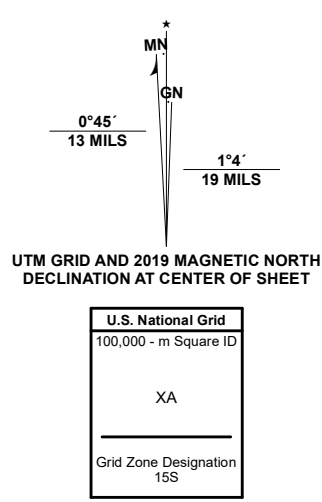 MN
GN
0°45´
13 MILS
1°4´
19 MILS
UTM GRID AND 2019 MAGNETIC NORTH
DECLINATION AT CENTER OF SHEET
U.S. National Grid
100,000 - m Square ID
XA
Grid Zone Designation
15S